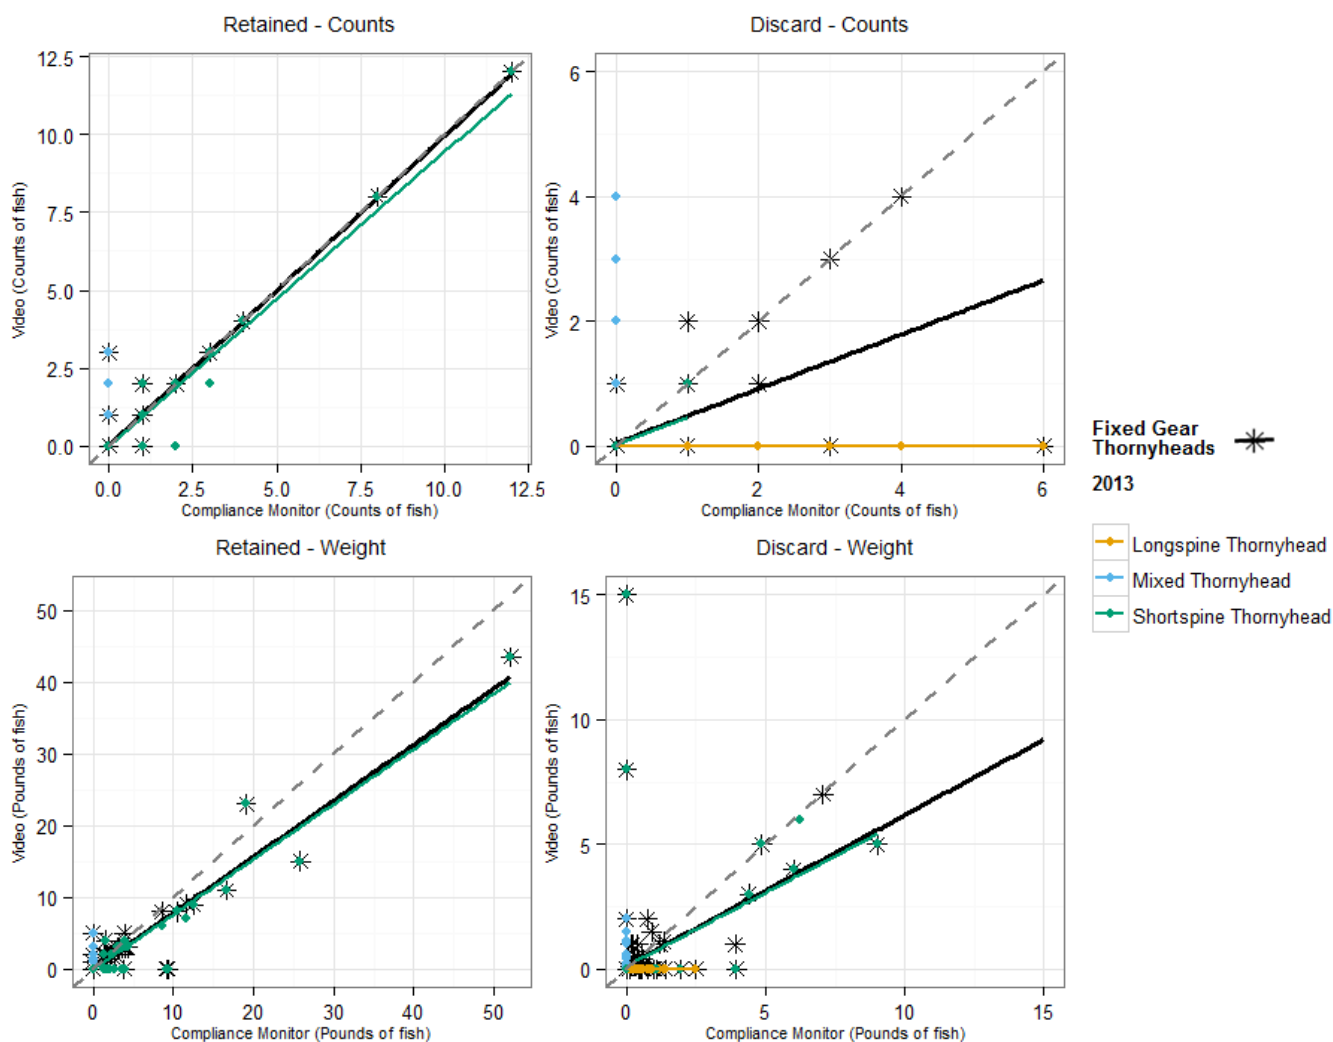 Retained - Counts
12.5
10.0
7.5
5.0
2.5
0.0
Video (Counts of fish)
0.0 2.5 5.0 7.5 10.0 12.5
Compliance Monitor (Counts of fish)
Discard - Counts
6
4
2
0
Video (Counts of fish)
0 2 4 6
Compliance Monitor (Counts of fish)
Retained - Weight
50
40
30
20
10
0
Video (Pounds of fish)
0 10 20 30 40 50
Compliance Monitor (Pounds of fish)
Discard - Weight
15
10
5
0
Video (Pounds of fish)
0 5 10 15
Compliance Monitor (Pounds of fish)
Fixed Gear
Thornyheads
2013
Longspine Thornyhead
Mixed Thornyhead
Shortspine Thornyhead